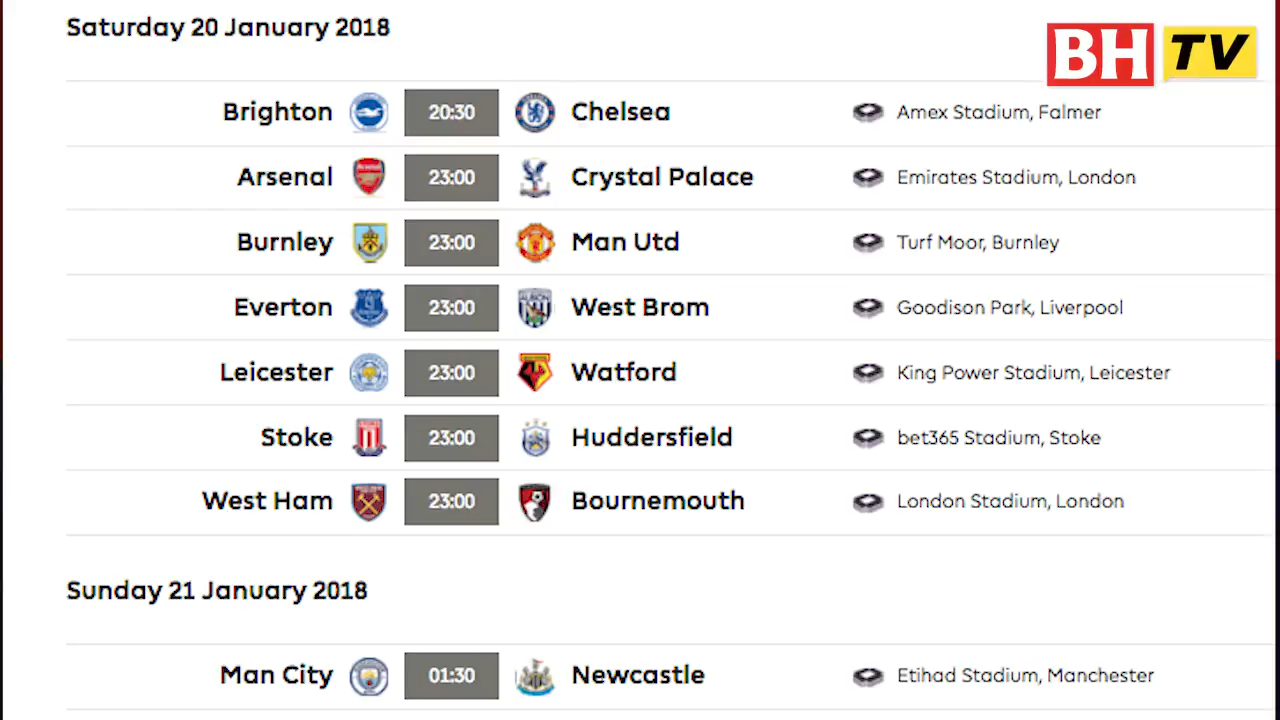 Saturday 20 January 2018
BH TV
Brighton 20:30 Chelsea Amex Stadium, Falmer
Arsenal 23:00 Crystal Palace Emirates Stadium, London
Burnley 23:00 Man Utd Turf Moor, Burnley
Everton 23:00 West Brom Goodison Park, Liverpool
Leicester 23:00 Watford King Power Stadium, Leicester
Stoke 23:00 Huddersfield bet365 Stadium, Stoke
West Ham 23:00 Bournemouth London Stadium, London
Sunday 21 January 2018
Man City 01:30 Newcastle Etihad Stadium, Manchester